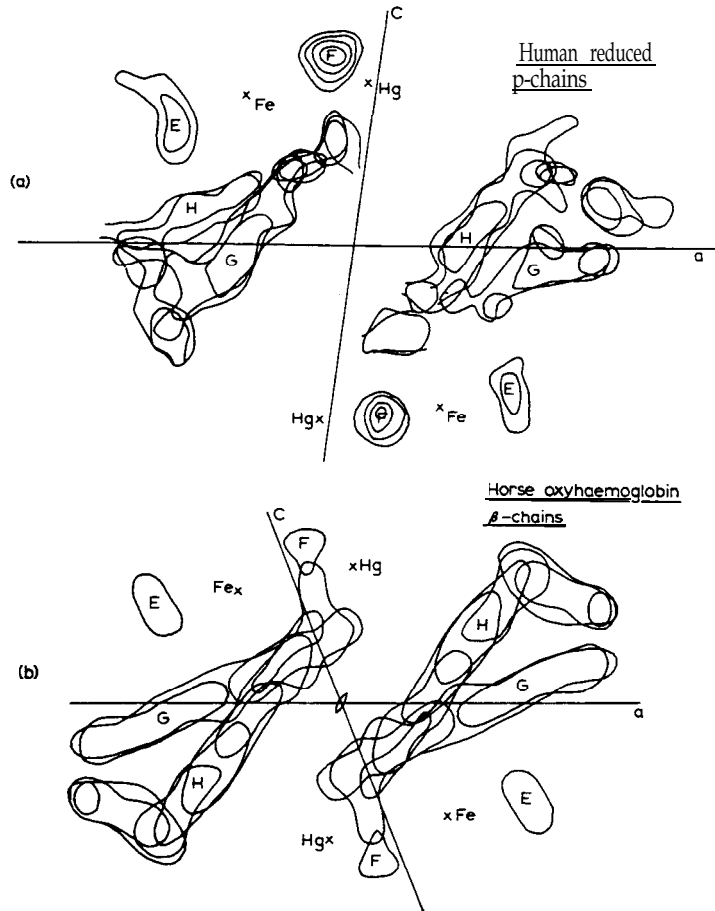 C
F
Human reduced
p-chains
x Hg
x Fe
E
(a)
H
G
H
G
a
E
Hg x
F
x Fe
Horse oxyhaemoglobin
β-chains
C
F
x Hg
Fe x
E
H
(b)
G
G
a
H
E
x Fe
Hg x
F